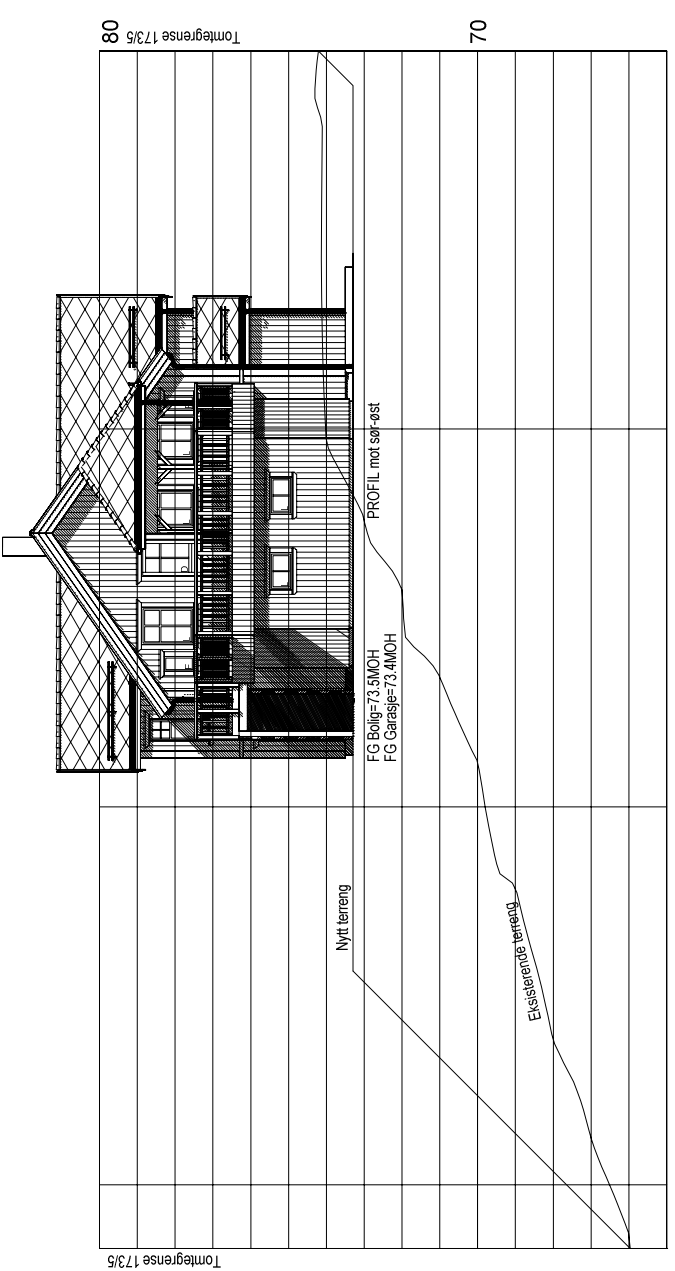 80
Tomtegrense 173/5
70
PROFIL mot sør-øst
FG Bolig=73.5MOH
FG Garasje=73.4MOH
Nytt terreng
Eksisterende terreng
Tomtegrense 173/5